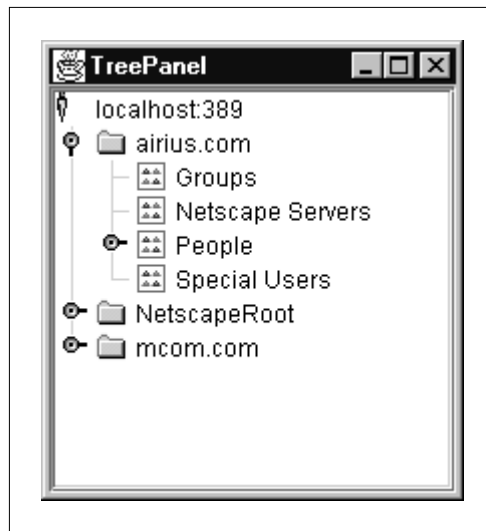 TreePanel
localhost:389
airius.com
Groups
Netscape Servers
People
Special Users
NetscapeRoot
mcom.com